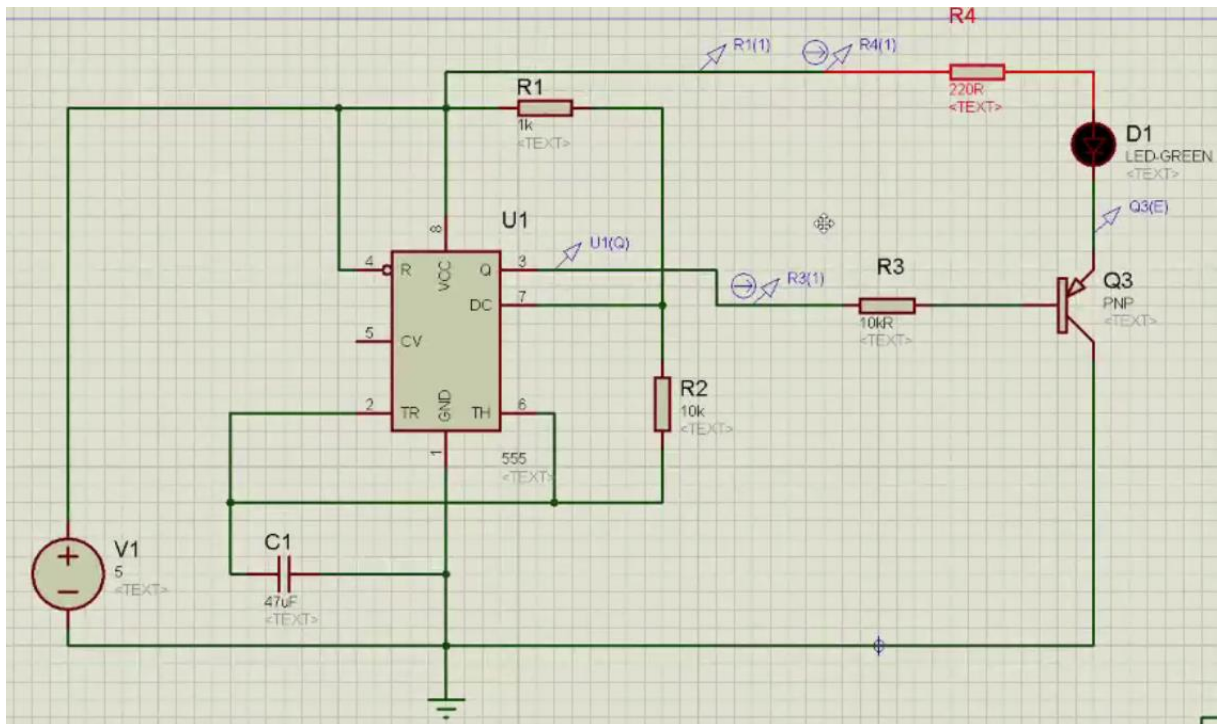 R4
R1(1)
R4(1)
220R
<TEXT>
R1
1k
<TEXT>
D1
LED-GREEN
<TEXT>
Q3(E)
U1
U1(Q)
8
VCC
4
R
Q
3
DC
7
5
CV
2
TR
GND
TH
6
1
555
<TEXT>
R3(1)
R3
10kR
<TEXT>
Q3
PNP
<TEXT>
R2
10k
<TEXT>
V1
5
<TEXT>
C1
47uF
<TEXT>